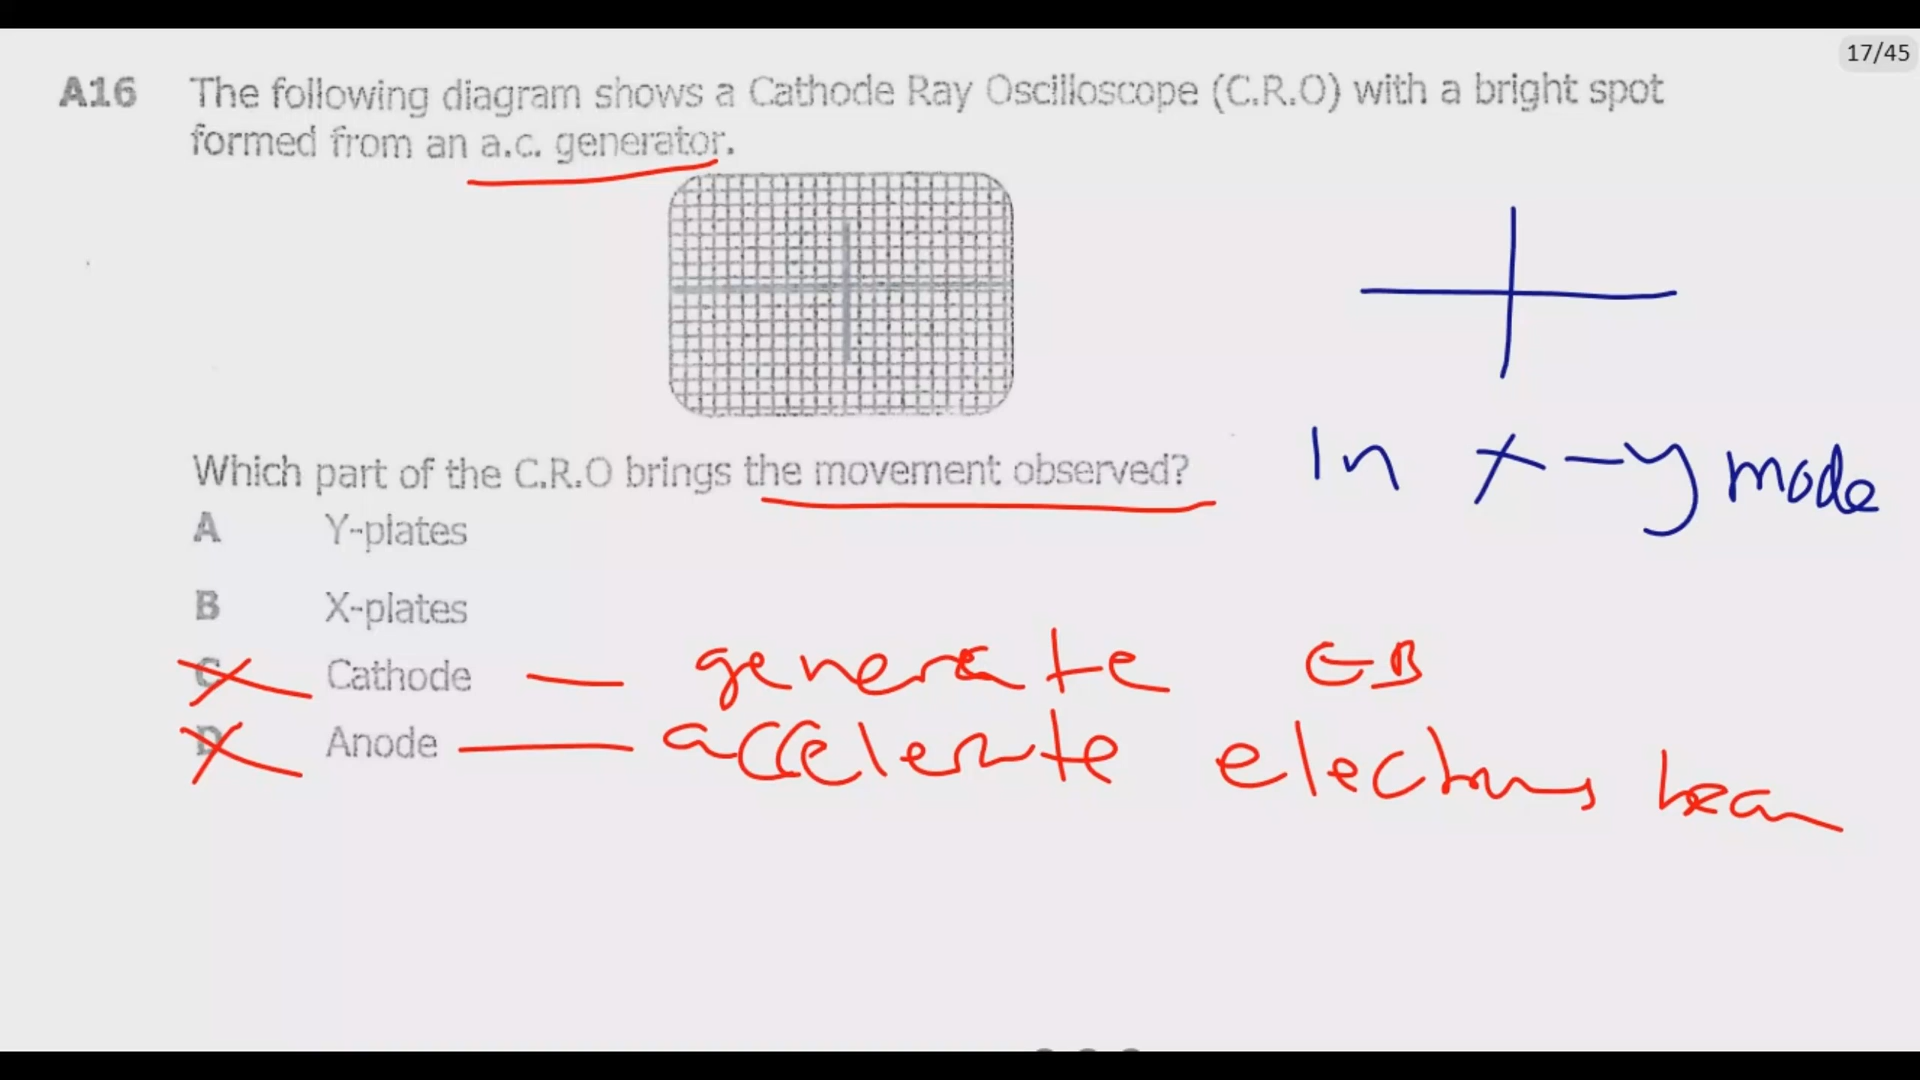 17/45
A16 The following diagram shows a Cathode Ray Oscilloscope (C.R.O) with a bright spot
formed from an a.c. generator.
Which part of the C.R.O brings the movement observed?
In x-y mode
A Y-plates
B X-plates
C Cathode — generate EB
D Anode — accelerate electrons beam